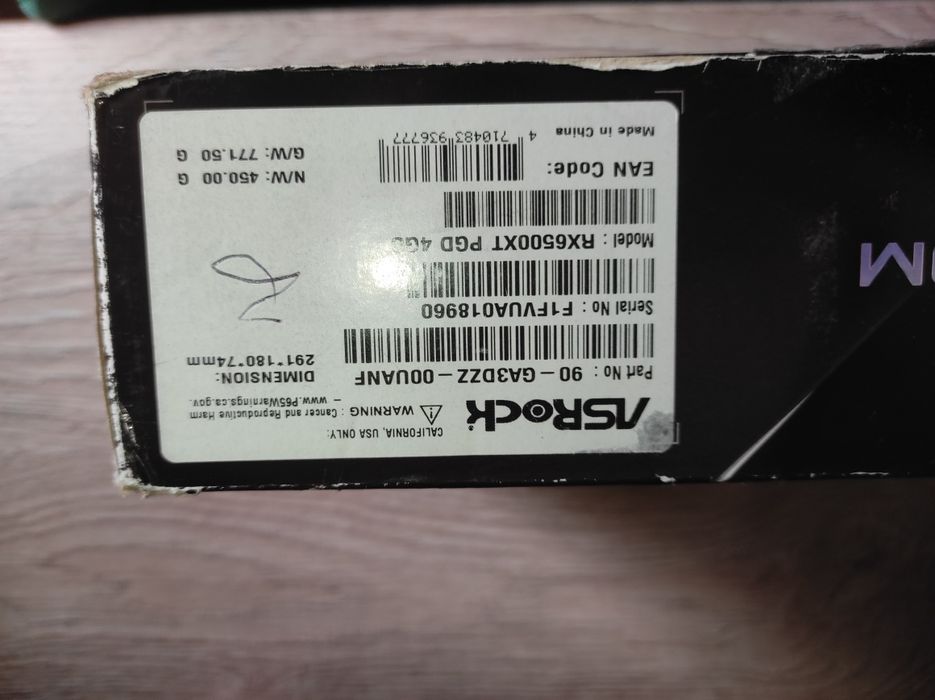 ASRock
CALIFORNIA, USA ONLY:
⚠ WARNING : Cancer and Reproductive Harm
– www.P65Warnings.ca.gov.
Part No : 90-GA3DZZ-00UANF
DIMENSION:
291*180*74mm
Serial No : F1FVUA018960
Model : RX6500XT PGD 4GO
EAN Code:
4 710483 936777
N/W: 450.00 G
G/W: 771.50 G
Made in China